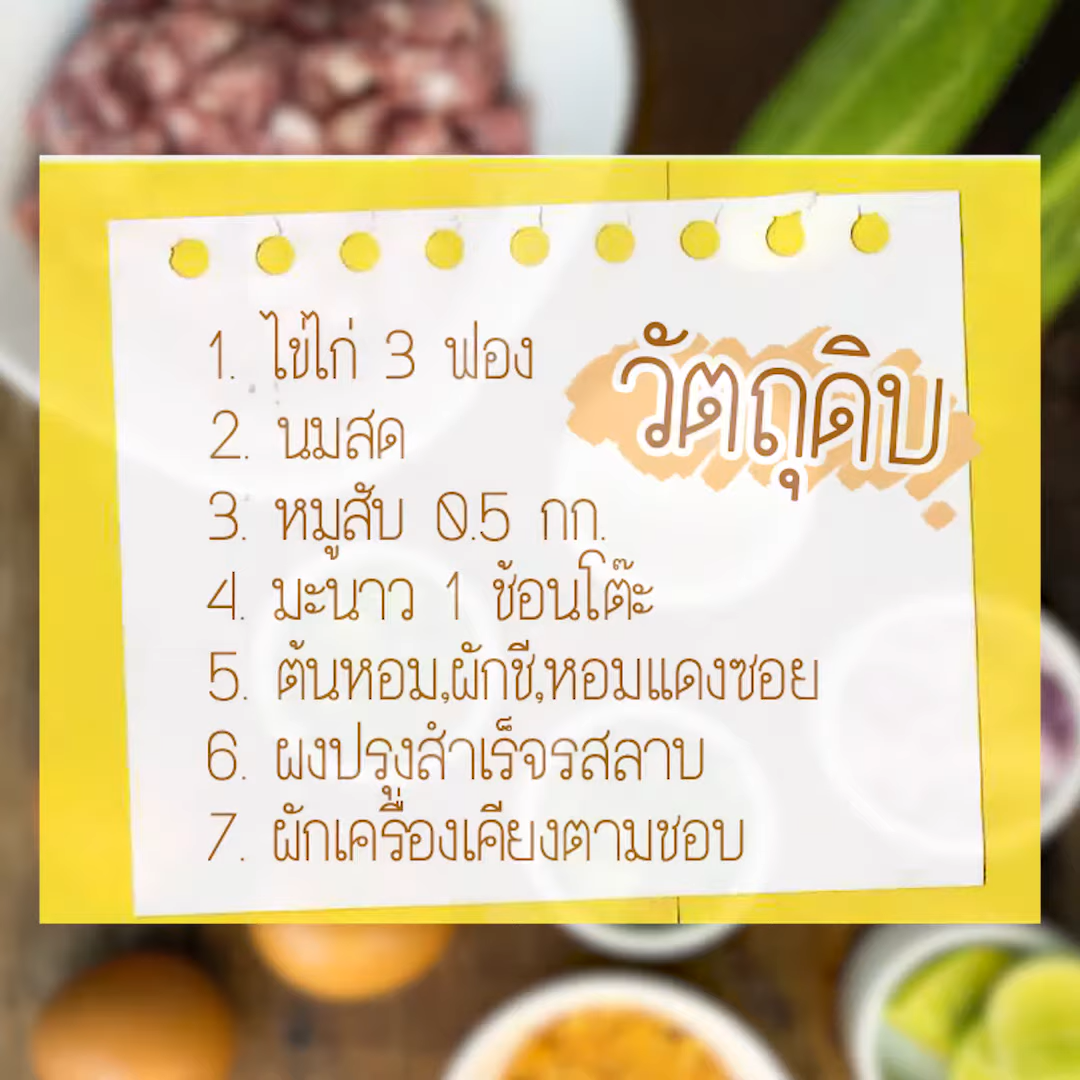 วัตถุดิบ
1. ไข่ไก่ 3 ฟอง
2. นมสด
3. หมูสับ 0.5 กก.
4. มะนาว 1 ช้อนโต๊ะ
5. ต้นหอม,ผักชี,หอมแดงซอย
6. ผงปรุงสำเร็จรสลาบ
7. ผักเครื่องเคียงตามชอบ